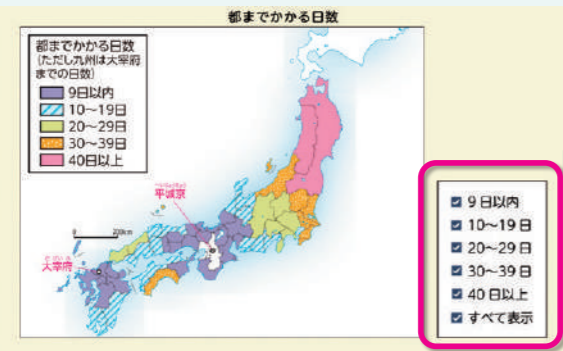 都までかかる日数
都までかかる日数
(ただし九州は大宰府
までの日数)
9日以内
10〜19日
20〜29日
30〜39日
40日以上
平城京
0 200km
大宰府
9日以内
10〜19日
20〜29日
30〜39日
40日以上
すべて表示